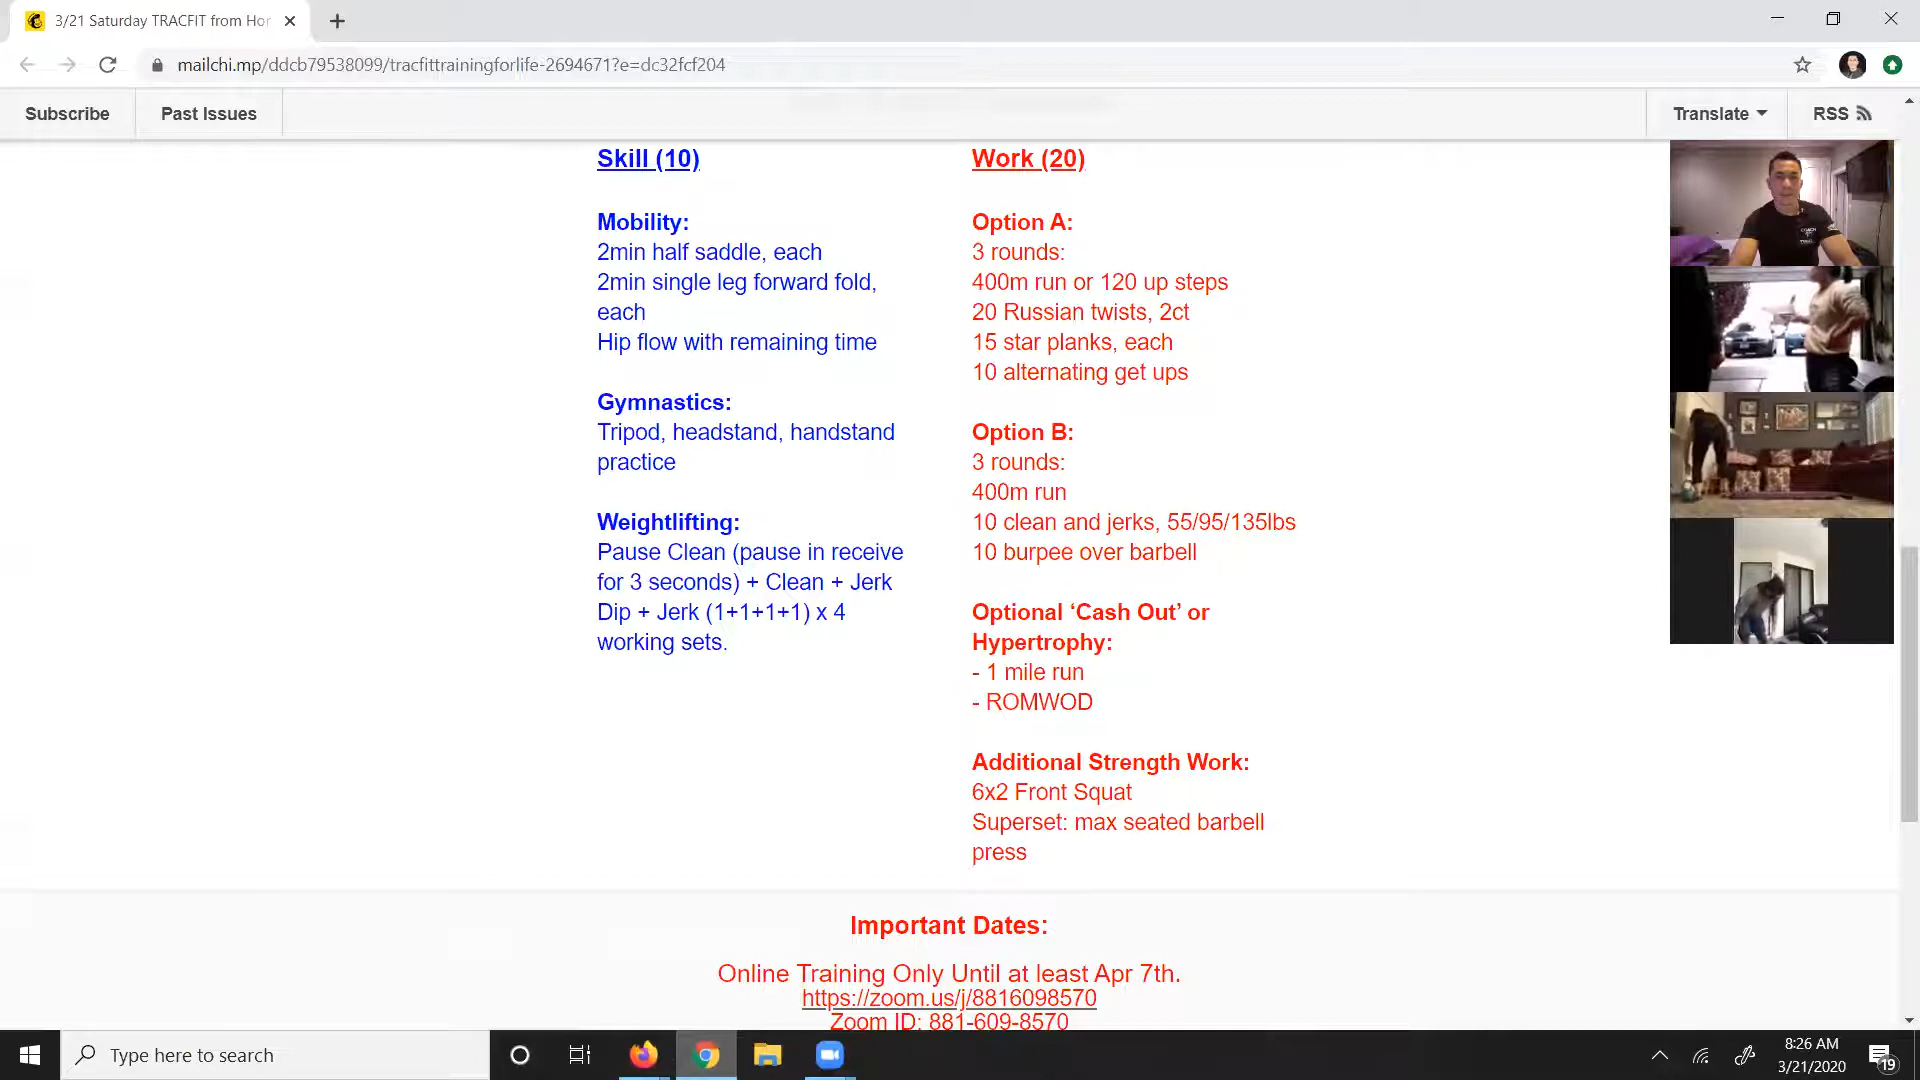 3/21 Saturday TRACFIT from Hor
mailchi.mp/ddcb79538099/tracfittrainingforlife-2694671?e=dc32fcf204
Subscribe
Past Issues
Translate
RSS
Skill (10)
Mobility:
2min half saddle, each
2min single leg forward fold,
each
Hip flow with remaining time
Gymnastics:
Tripod, headstand, handstand
practice
Weightlifting:
Pause Clean (pause in receive
for 3 seconds) + Clean + Jerk
Dip + Jerk (1+1+1+1) x 4
working sets.
Work (20)
Option A:
3 rounds:
400m run or 120 up steps
20 Russian twists, 2ct
15 star planks, each
10 alternating get ups
Option B:
3 rounds:
400m run
10 clean and jerks, 55/95/135lbs
10 burpee over barbell
Optional ‘Cash Out’ or
Hypertrophy:
- 1 mile run
- ROMWOD
Additional Strength Work:
6x2 Front Squat
Superset: max seated barbell
press
COACH
Important Dates:
Online Training Only Until at least Apr 7th.
https://zoom.us/j/8816098570
Zoom ID: 881-609-8570
Type here to search
8:26 AM
3/21/2020
19